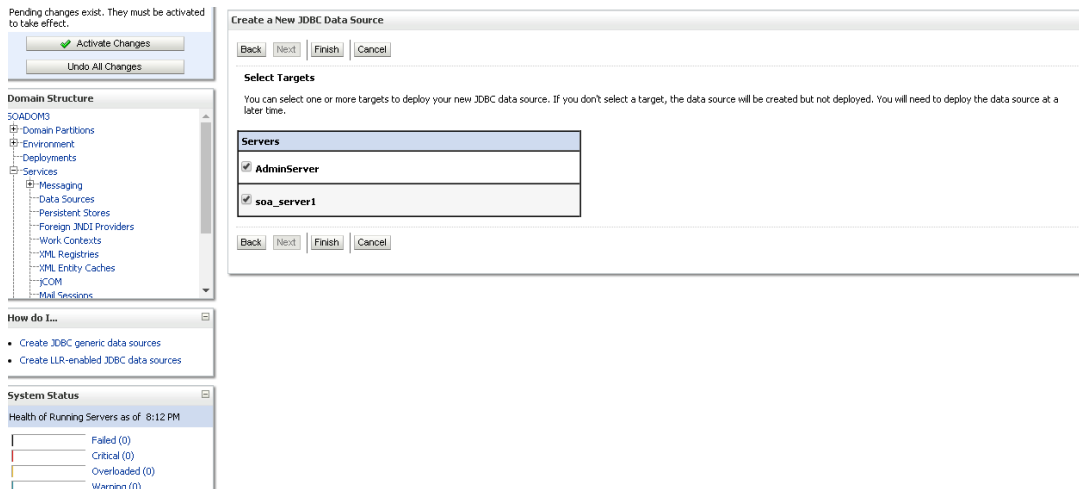 Pending changes exist. They must be activated
to take effect.
Activate Changes
Undo All Changes
Domain Structure
SOADOM3
Domain Partitions
Environment
Deployments
Services
Messaging
Data Sources
Persistent Stores
Foreign JNDI Providers
Work Contexts
XML Registries
XML Entity Caches
jCOM
Mail Sessions
How do I...
Create JDBC generic data sources
Create LLR-enabled JDBC data sources
System Status
Health of Running Servers as of 8:12 PM
Failed (0)
Critical (0)
Overloaded (0)
Warning (0)
Create a New JDBC Data Source
Back Next Finish Cancel
Select Targets
You can select one or more targets to deploy your new JDBC data source. If you don't select a target, the data source will be created but not deployed. You will need to deploy the data source at a
later time.
Servers
AdminServer
soa_server1
Back Next Finish Cancel